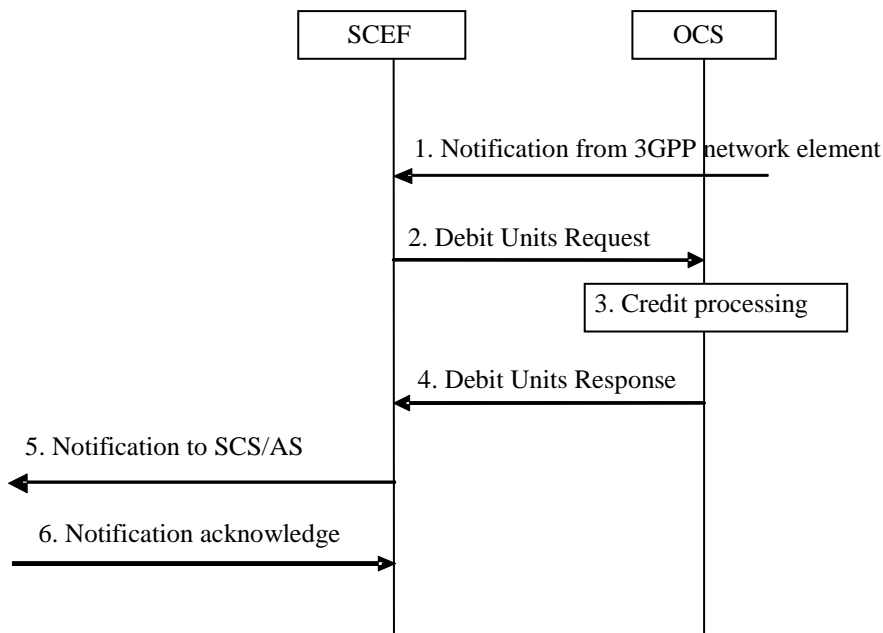 SCEF
OCS
1. Notification from 3GPP network element
2. Debit Units Request
3. Credit processing
4. Debit Units Response
5. Notification to SCS/AS
6. Notification acknowledge